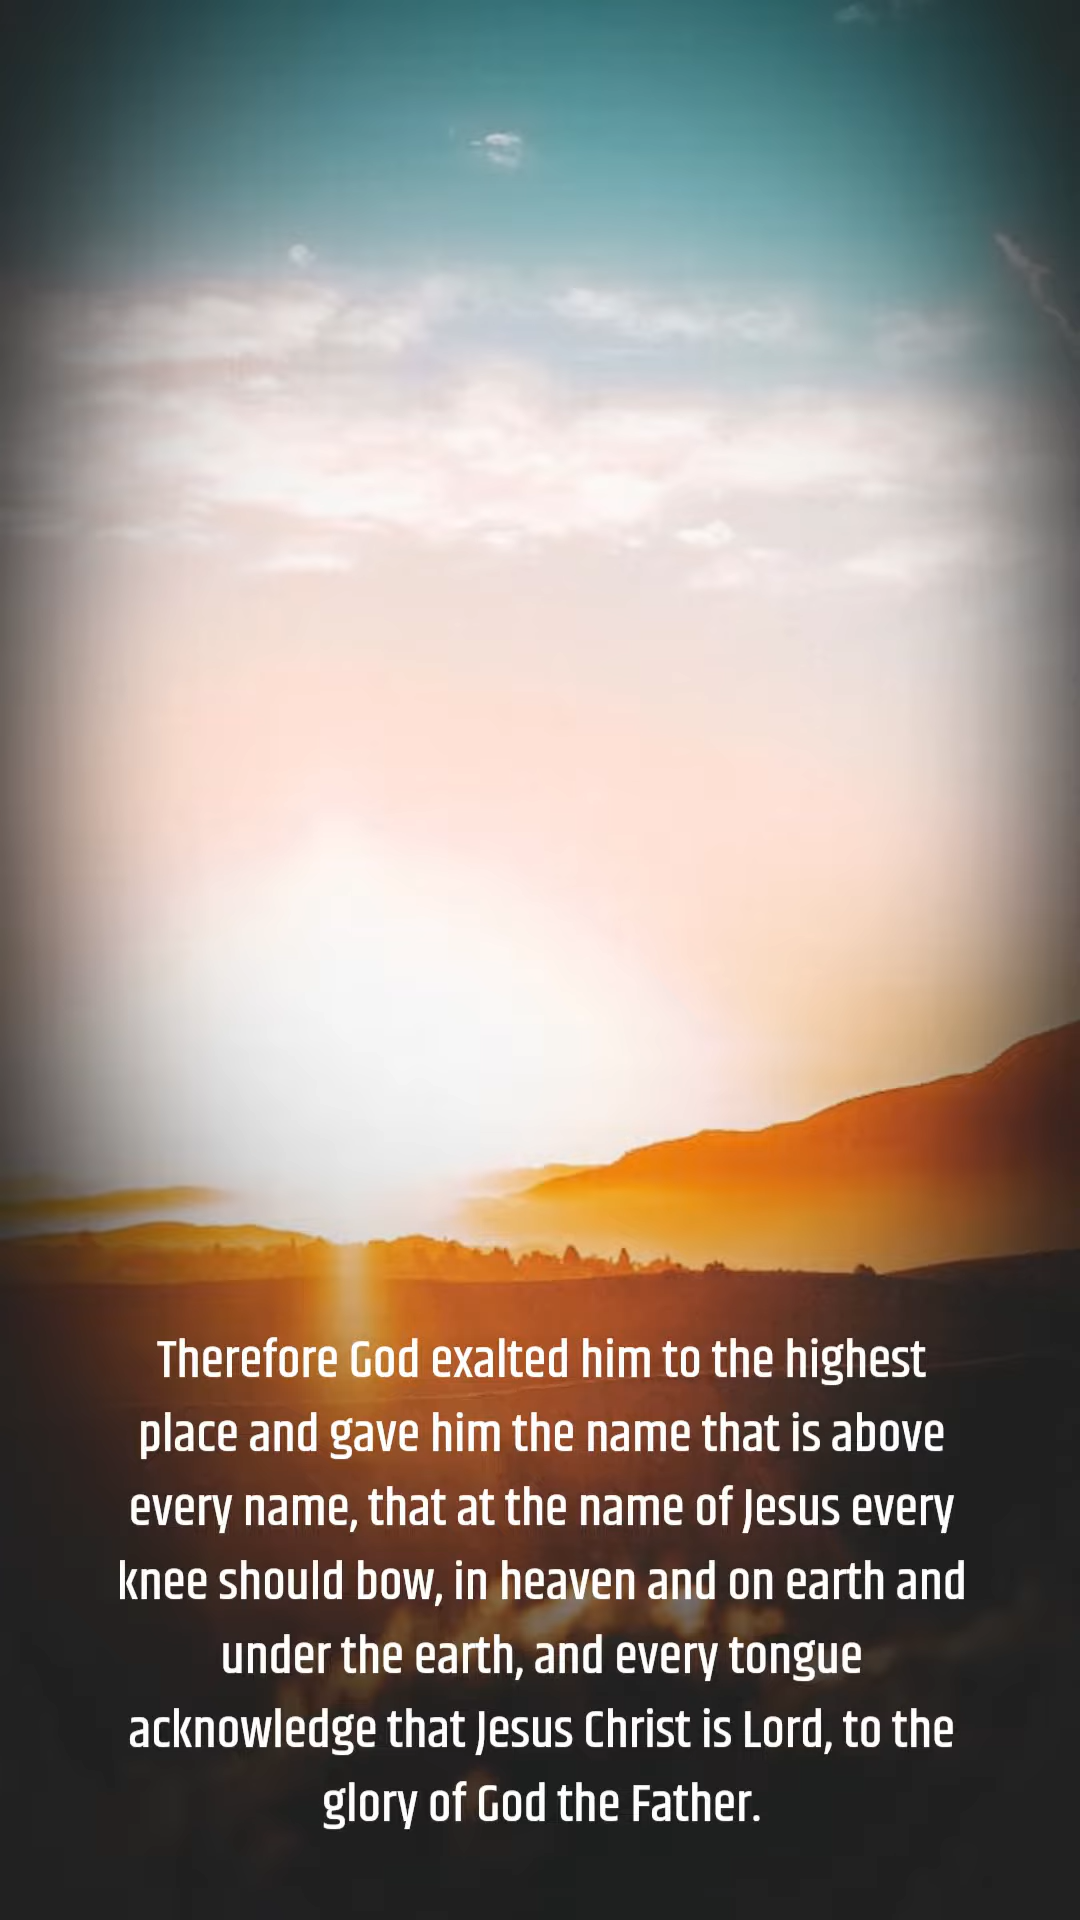 Therefore God exalted him to the highest
place and gave him the name that is above
every name, that at the name of Jesus every
knee should bow, in heaven and on earth and
under the earth, and every tongue
acknowledge that Jesus Christ is Lord, to the
glory of God the Father.